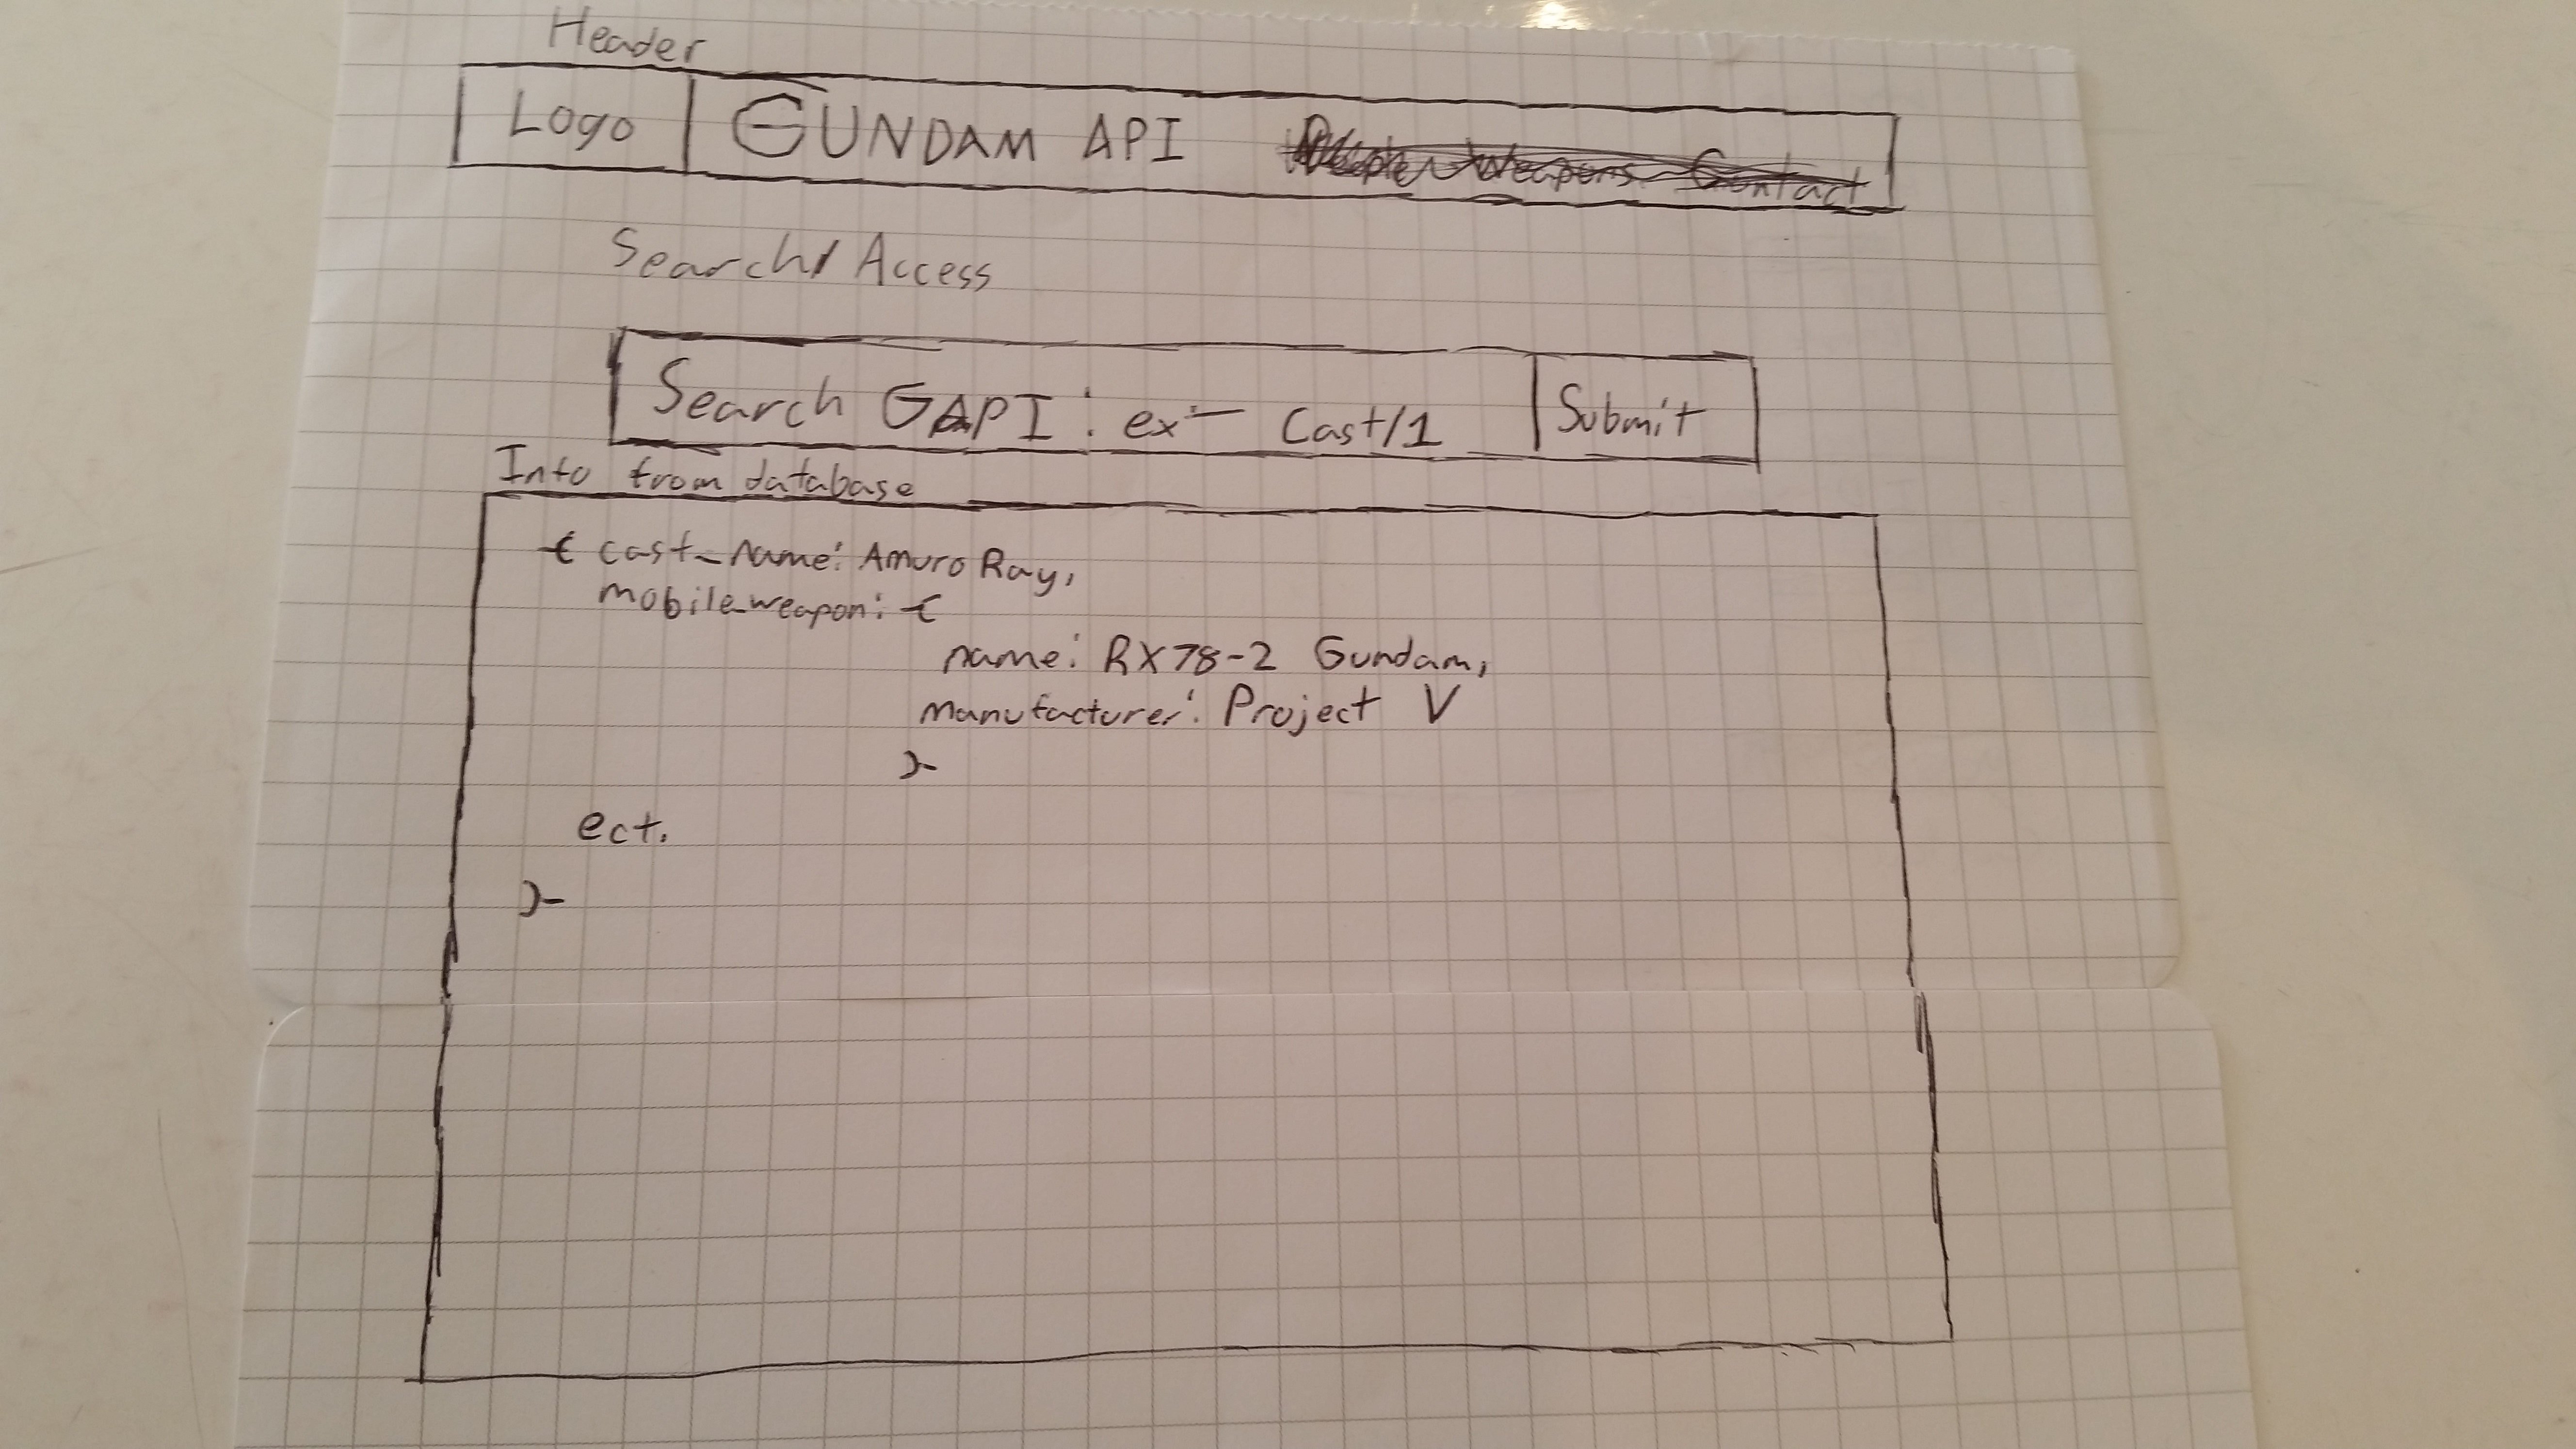 Header
Logo GUNDAM API Weapons Contact
Search/Access
Search GAPI: ex- Cast/1 Submit
Info from database
{ cast_name: Amuro Ray,
mobile_weapon: {
name: RX78-2 Gundam,
manufacturer: Project V
}
ect.
}